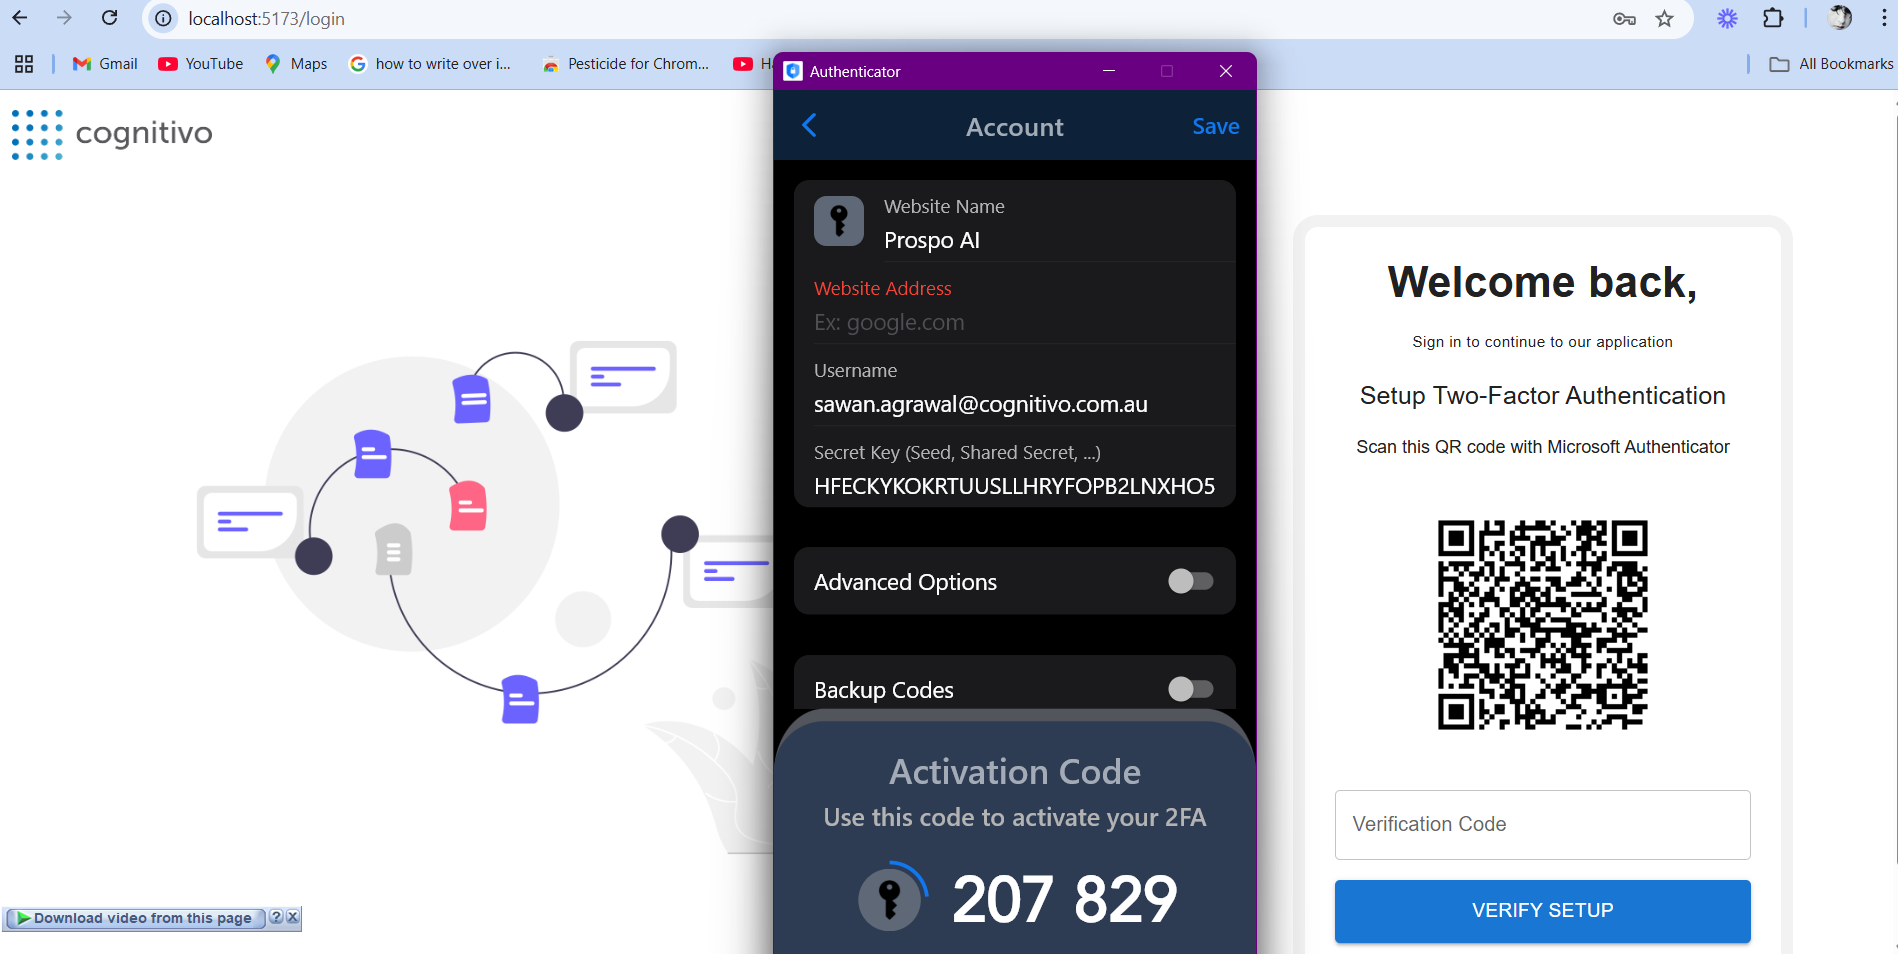 localhost:5173/login
Gmail
YouTube
Maps
how to write over i...
Pesticide for Chrom...
All Bookmarks
cognitivo
Authenticator
Account
Save
Website Name
Prospo AI
Website Address
Ex: google.com
Username
sawan.agrawal@cognitivo.com.au
Secret Key (Seed, Shared Secret, ...)
HFECKYKOKRTUUSLLHRYFOPB2LNXHO5
Advanced Options
Backup Codes
Activation Code
Use this code to activate your 2FA
207 829
Welcome back,
Sign in to continue to our application
Setup Two-Factor Authentication
Scan this QR code with Microsoft Authenticator
Verification Code
VERIFY SETUP
Download video from this page ? X